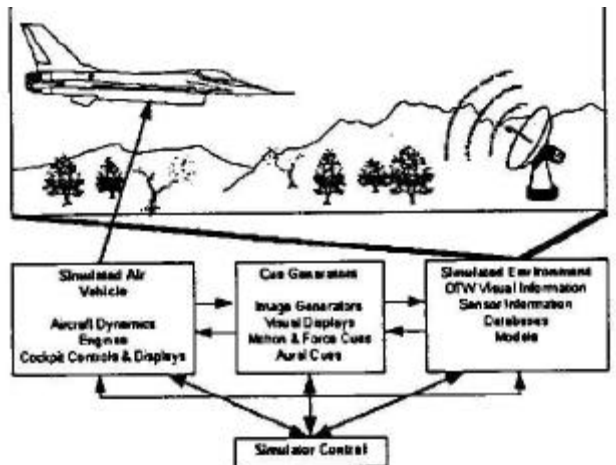 Simulated Air
Vehicle
Aircraft Dynamics
Engines
Cockpit Controls & Displays
Cue Generators
Image Generators
Visual Displays
Motion & Force Cues
Aural Cues
Simulated Environment
OTW Visual Information
Sensor Information
Databases
Models
Simulator Control